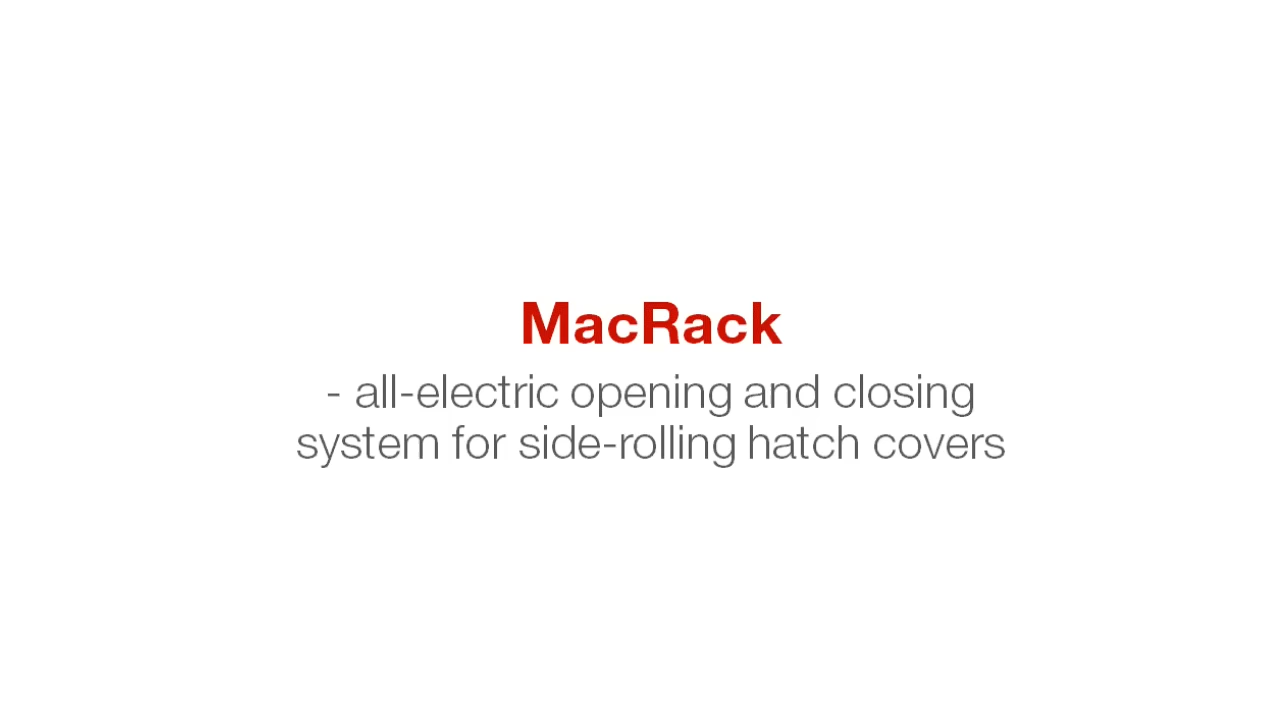 MacRack
- all-electric opening and closing
system for side-rolling hatch covers